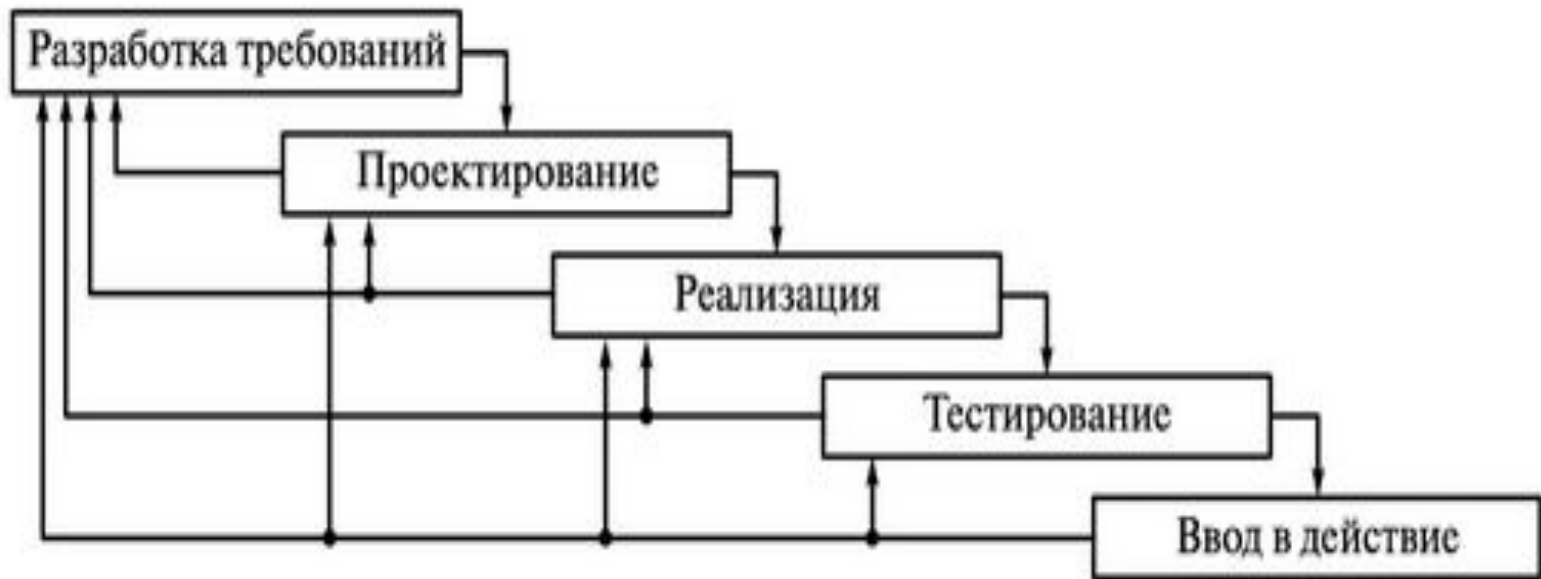 Разработка требований
Проектирование
Реализация
Тестирование
Ввод в действие